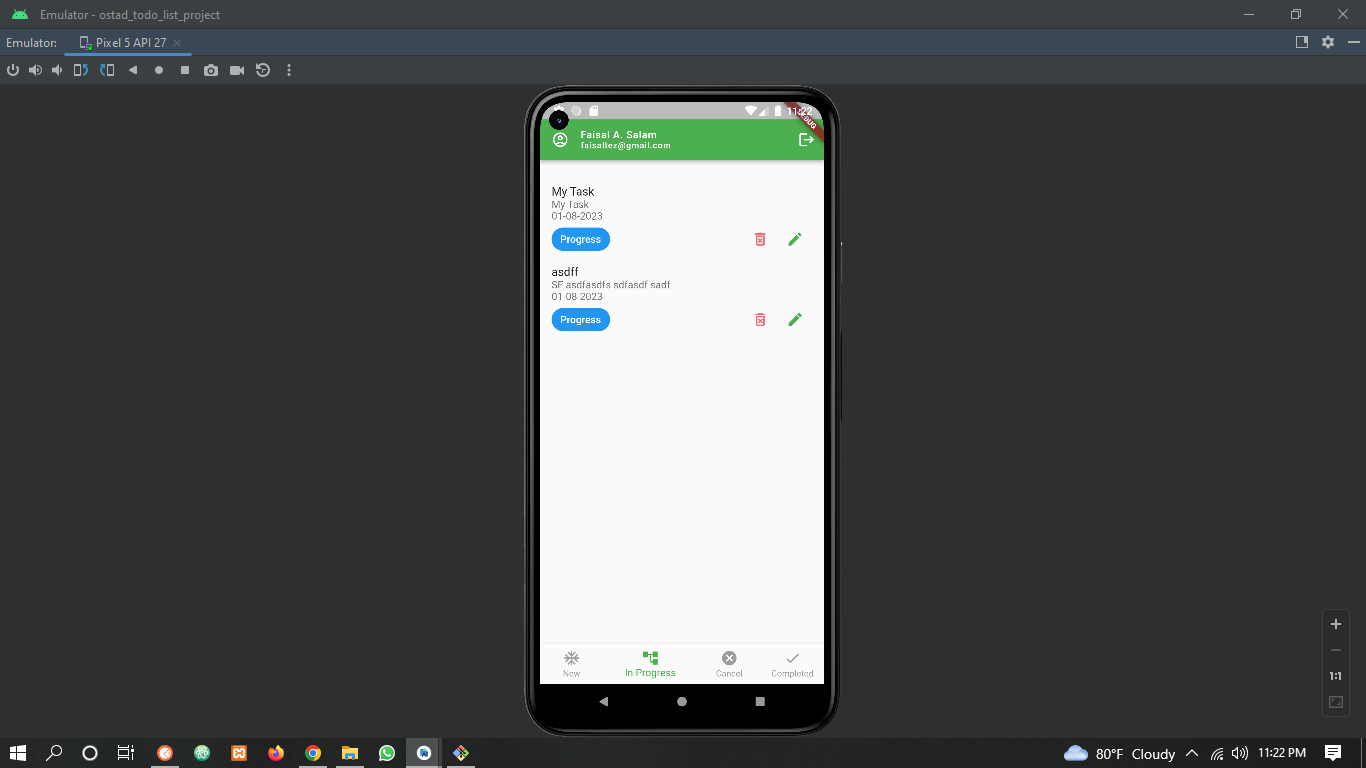 Emulator - ostad_todo_list_project
Emulator: Pixel 5 API 27
11:22
Faisal A. Salam
faisaltez@gmail.com
My Task
My Task
01-08-2023
Progress
asdff
SF asdfasdfs sdfasdf sadf
01-08-2023
Progress
New In Progress Cancel Completed
1:1
80°F Cloudy 11:22 PM